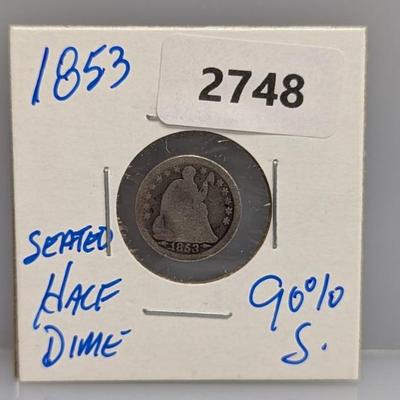 1853
2748
1853
SEATED
HALF
DIME
90%
S.